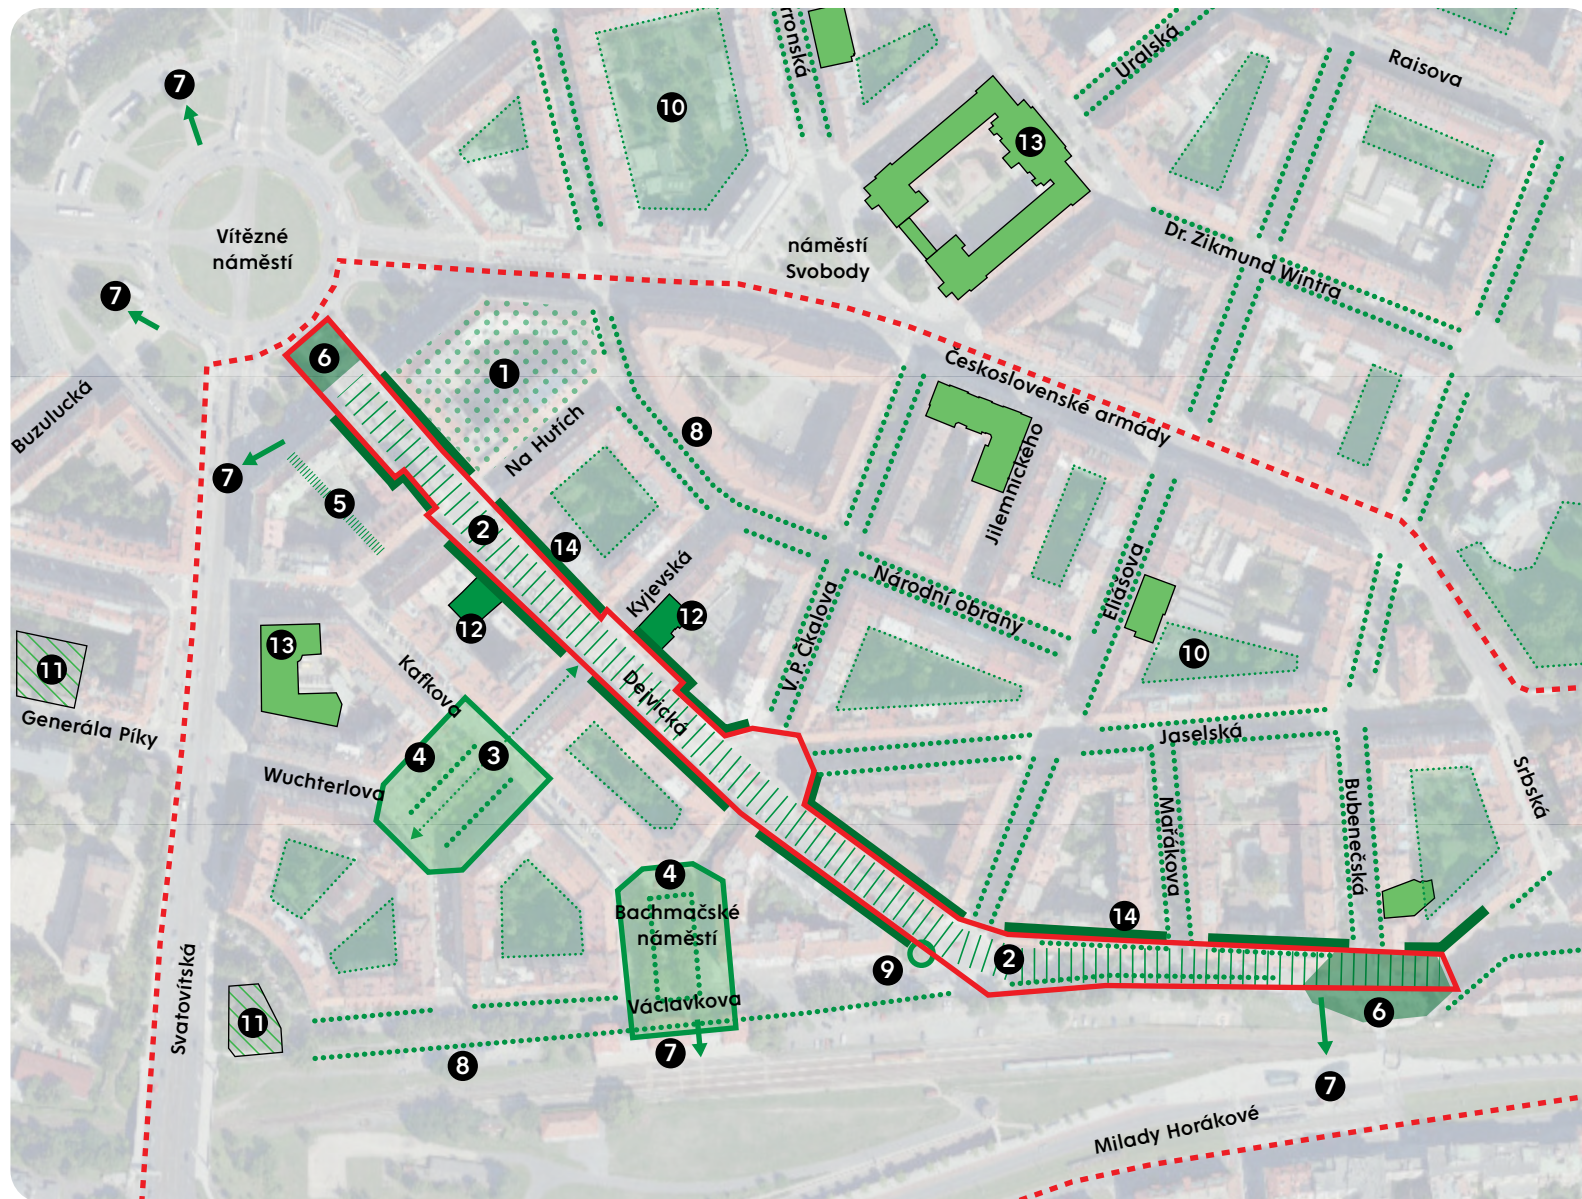 rronská
Uralská
Raisova
7
10
13
Vítězné
náměstí
náměstí
Svobody
Dr. Zikmund Wintra
7
6
1
Československé armády
Buzulucká
Na Hutích
8
Jilemnického
7
5
2
14
Kyjevská
Národní obrany
Eliášova
12
12
V. P. Čkalova
13
10
11
Kafkova
Dejvická
Generála Píky
Jaselská
4
3
Wuchterlova
Mařákova
Bubenečská
Srbská
4
Bachmačské
náměstí
14
Svatovítská
9
2
Václavkova
11
6
8
7
7
Milady Horákové